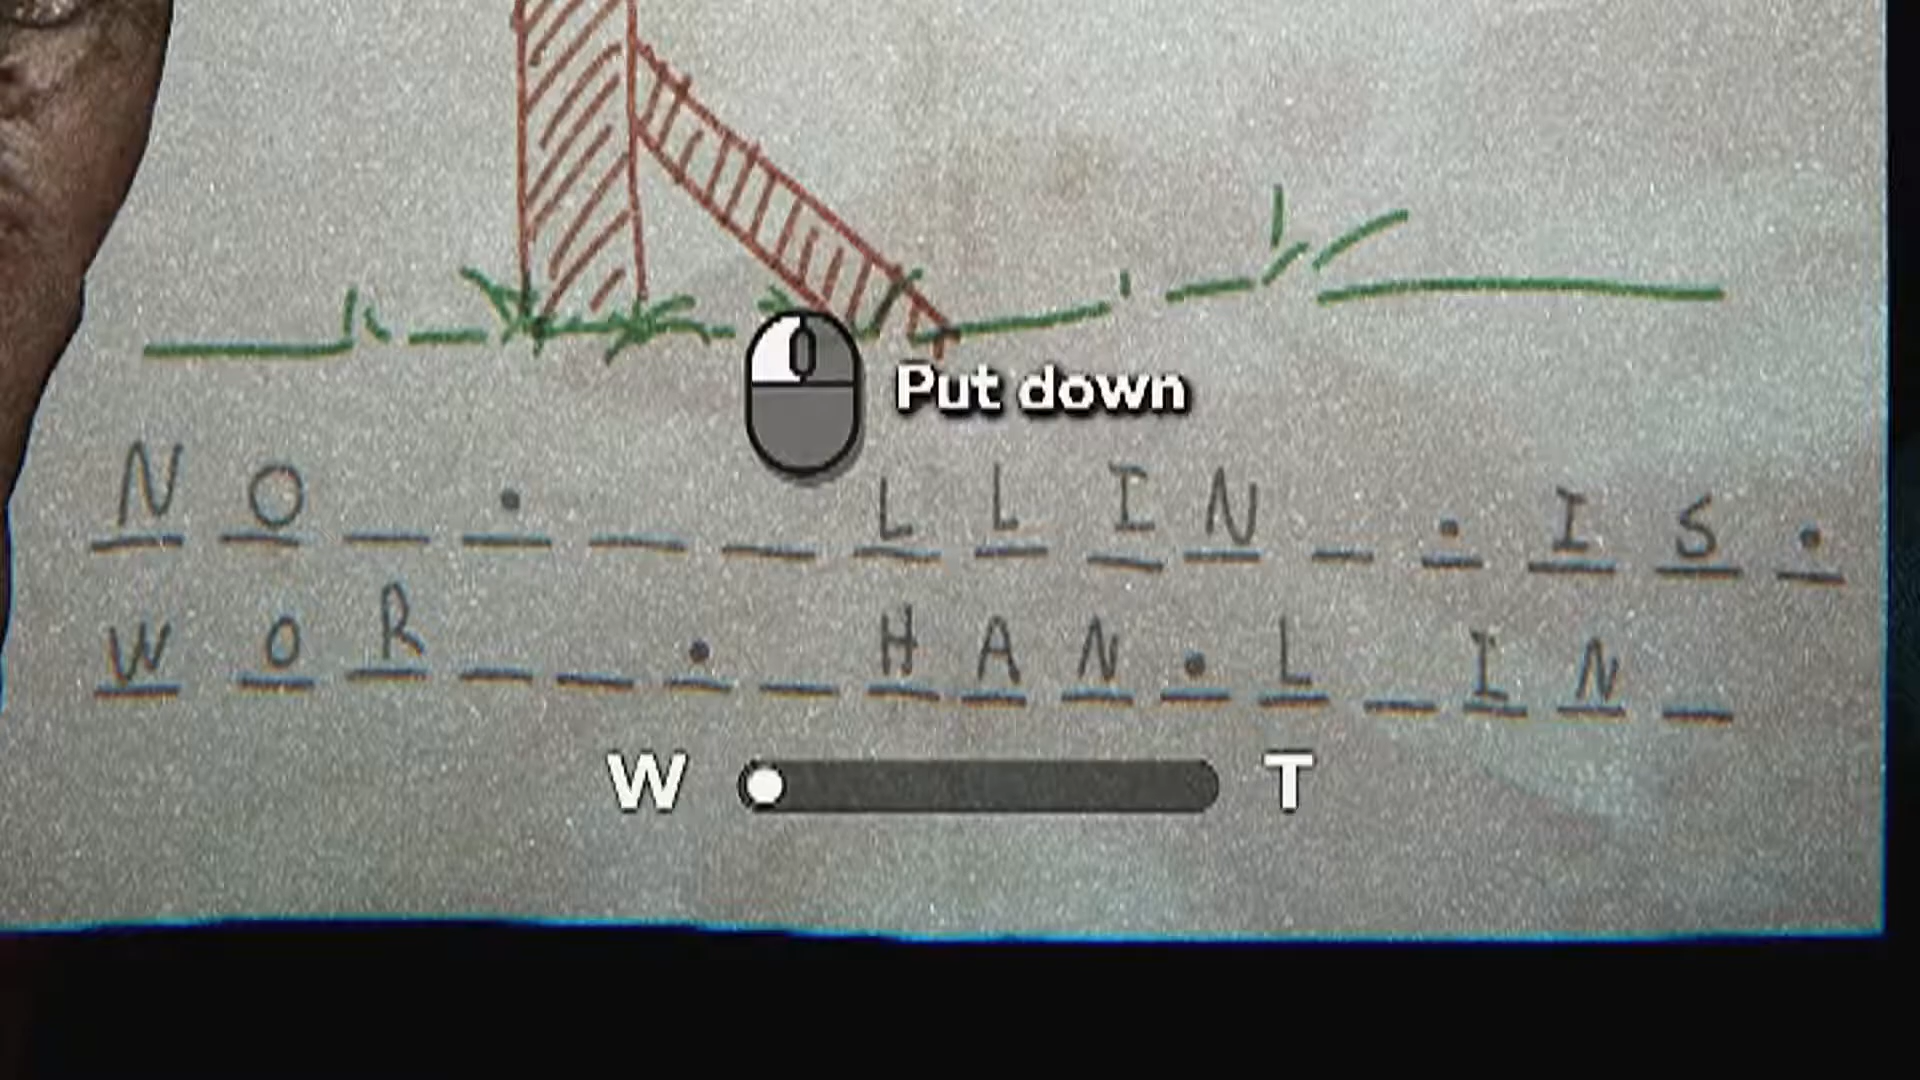 Put down
N O _ . _ _ L L I N _ . I S .
W O R _ _ . _ H A N . L _ I N _
W T